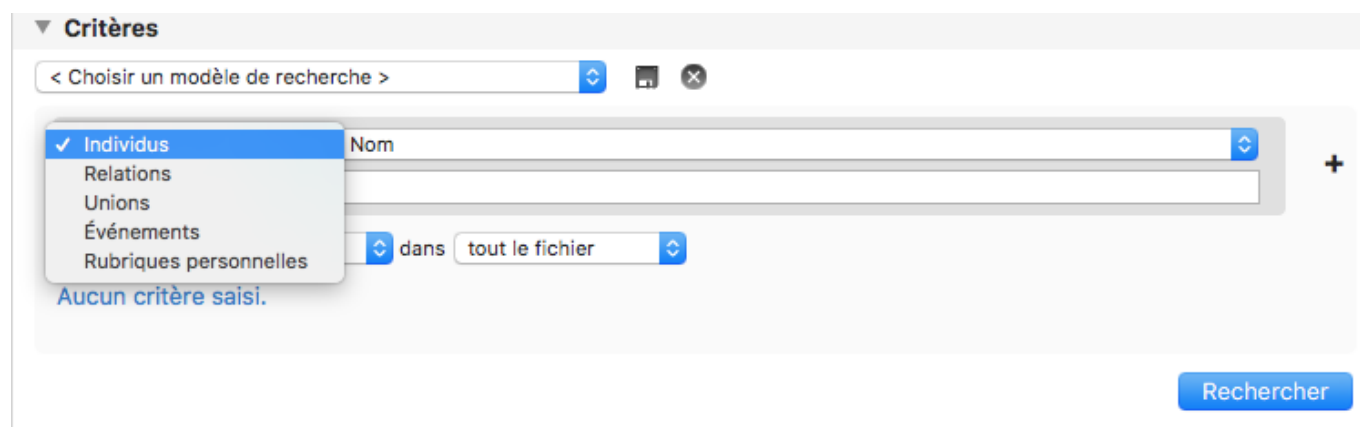 ▼ Critères
< Choisir un modèle de recherche >
✓ Individus Nom
Relations
Unions
Événements
Rubriques personnelles
dans tout le fichier
Aucun critère saisi.
Rechercher